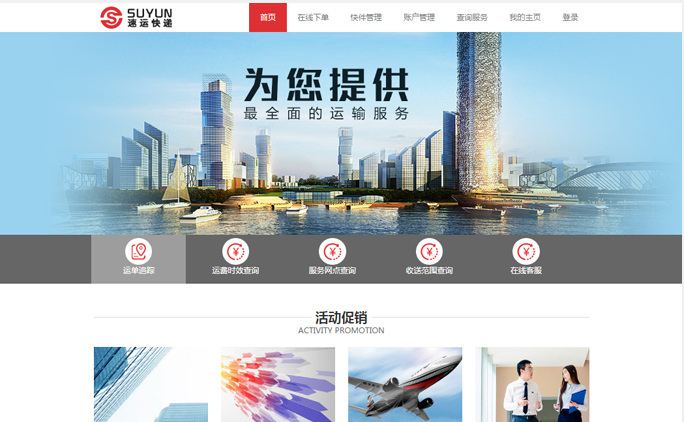 SUYUN
速运快递
首页 在线下单 快件管理 账户管理 查询服务 我的主页 登录
为您提供
最全面的运输服务
运单追踪 运费时效查询 服务网点查询 收送范围查询 在线客服
活动促销
ACTIVITY PROMOTION